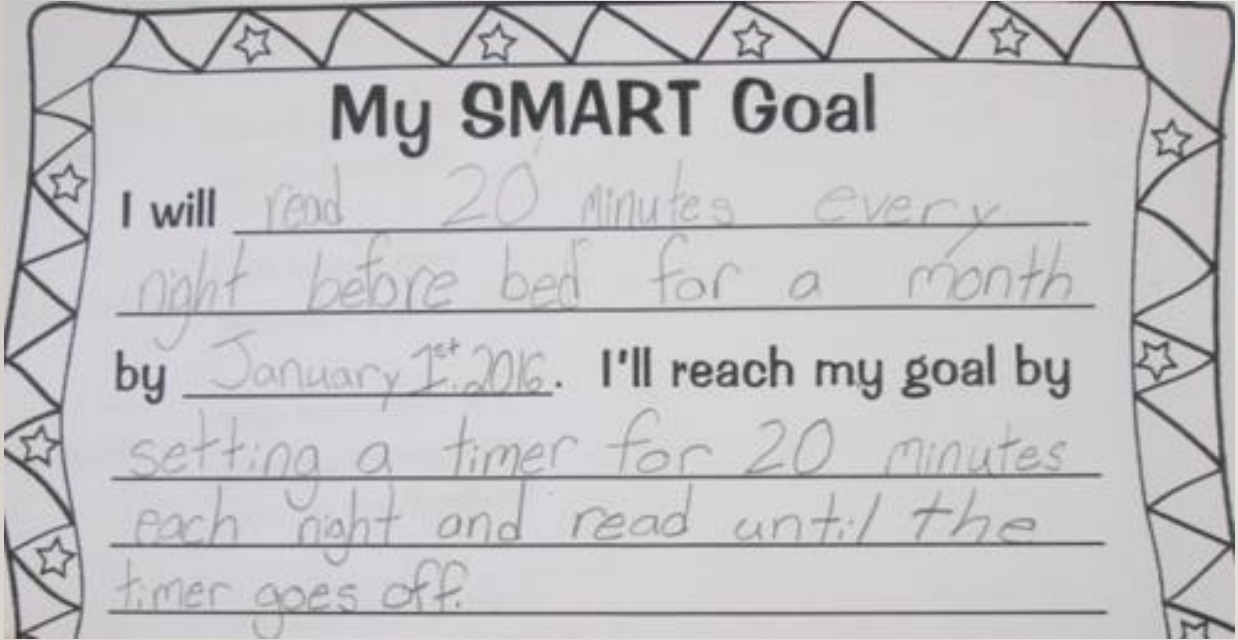 My SMART Goal
I will read 20 minutes every
night before bed for a month
by January 1st, 2016. I'll reach my goal by
setting a timer for 20 minutes
each night and read until the
timer goes off.